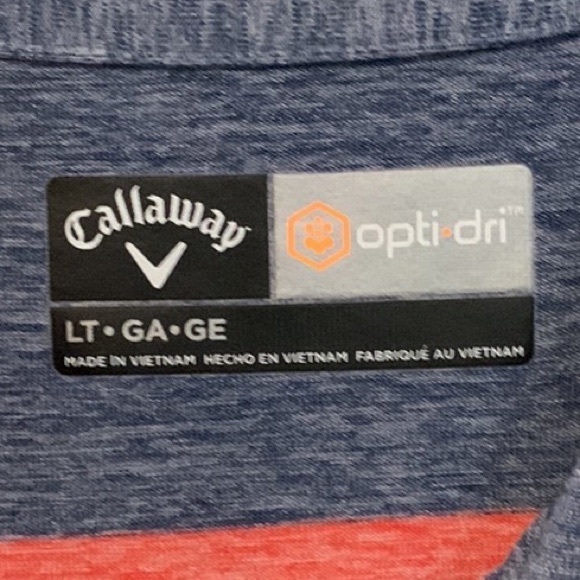 Callaway
opti•dri™
LT•GA•GE
MADE IN VIETNAM HECHO EN VIETNAM FABRIQUÉ AU VIETNAM